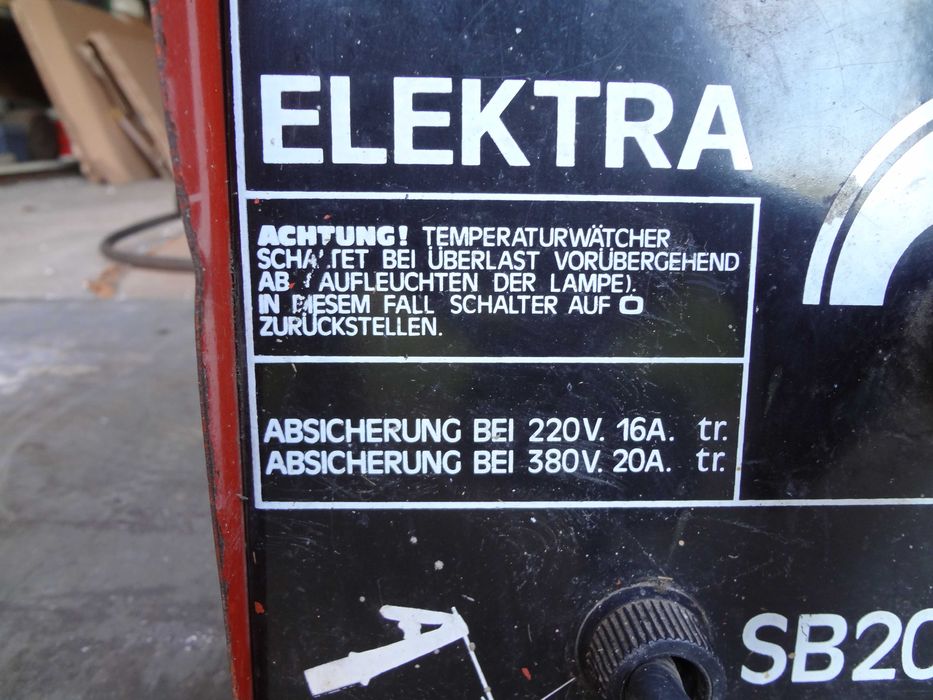 ELEKTRA
ACHTUNG! TEMPERATURWÄTCHER
SCHALTET BEI ÜBERLAST VORÜBERGEHEND
AB (AUFLEUCHTEN DER LAMPE).
IN DIESEM FALL SCHALTER AUF O
ZURÜCKSTELLEN.
ABSICHERUNG BEI 220V. 16A. tr.
ABSICHERUNG BEI 380V. 20A. tr.
SB20